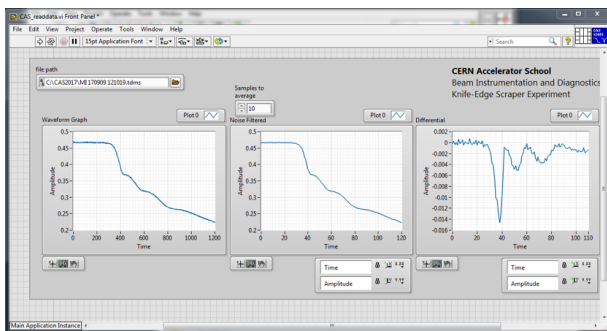 CAS_readdata.vi Front Panel *
File Edit View Project Operate Tools Window Help
15pt Application Font
Search
file path
C:\CAS2017\MI 170909 121019.tdms
Samples to
average
10
CERN Accelerator School
Beam Instrumentation and Diagnostics
Knife-Edge Scraper Experiment
Waveform Graph
Plot 0
Noise Filtered
Plot 0
Differential
Plot 0
Amplitude
0.5
0.45
0.4
0.35
0.3
0.25
0.2
0 200 400 600 800 1000 1200
Time
Amplitude
0.5
0.45
0.4
0.35
0.3
0.25
0.2
0 20 40 60 80 100 120
Time
Amplitude
0.002
0
-0.002
-0.004
-0.006
-0.008
-0.01
-0.012
-0.014
-0.016
0 20 40 60 80 100 110
Time
Time
Amplitude
Time
Amplitude
Main Application Instance